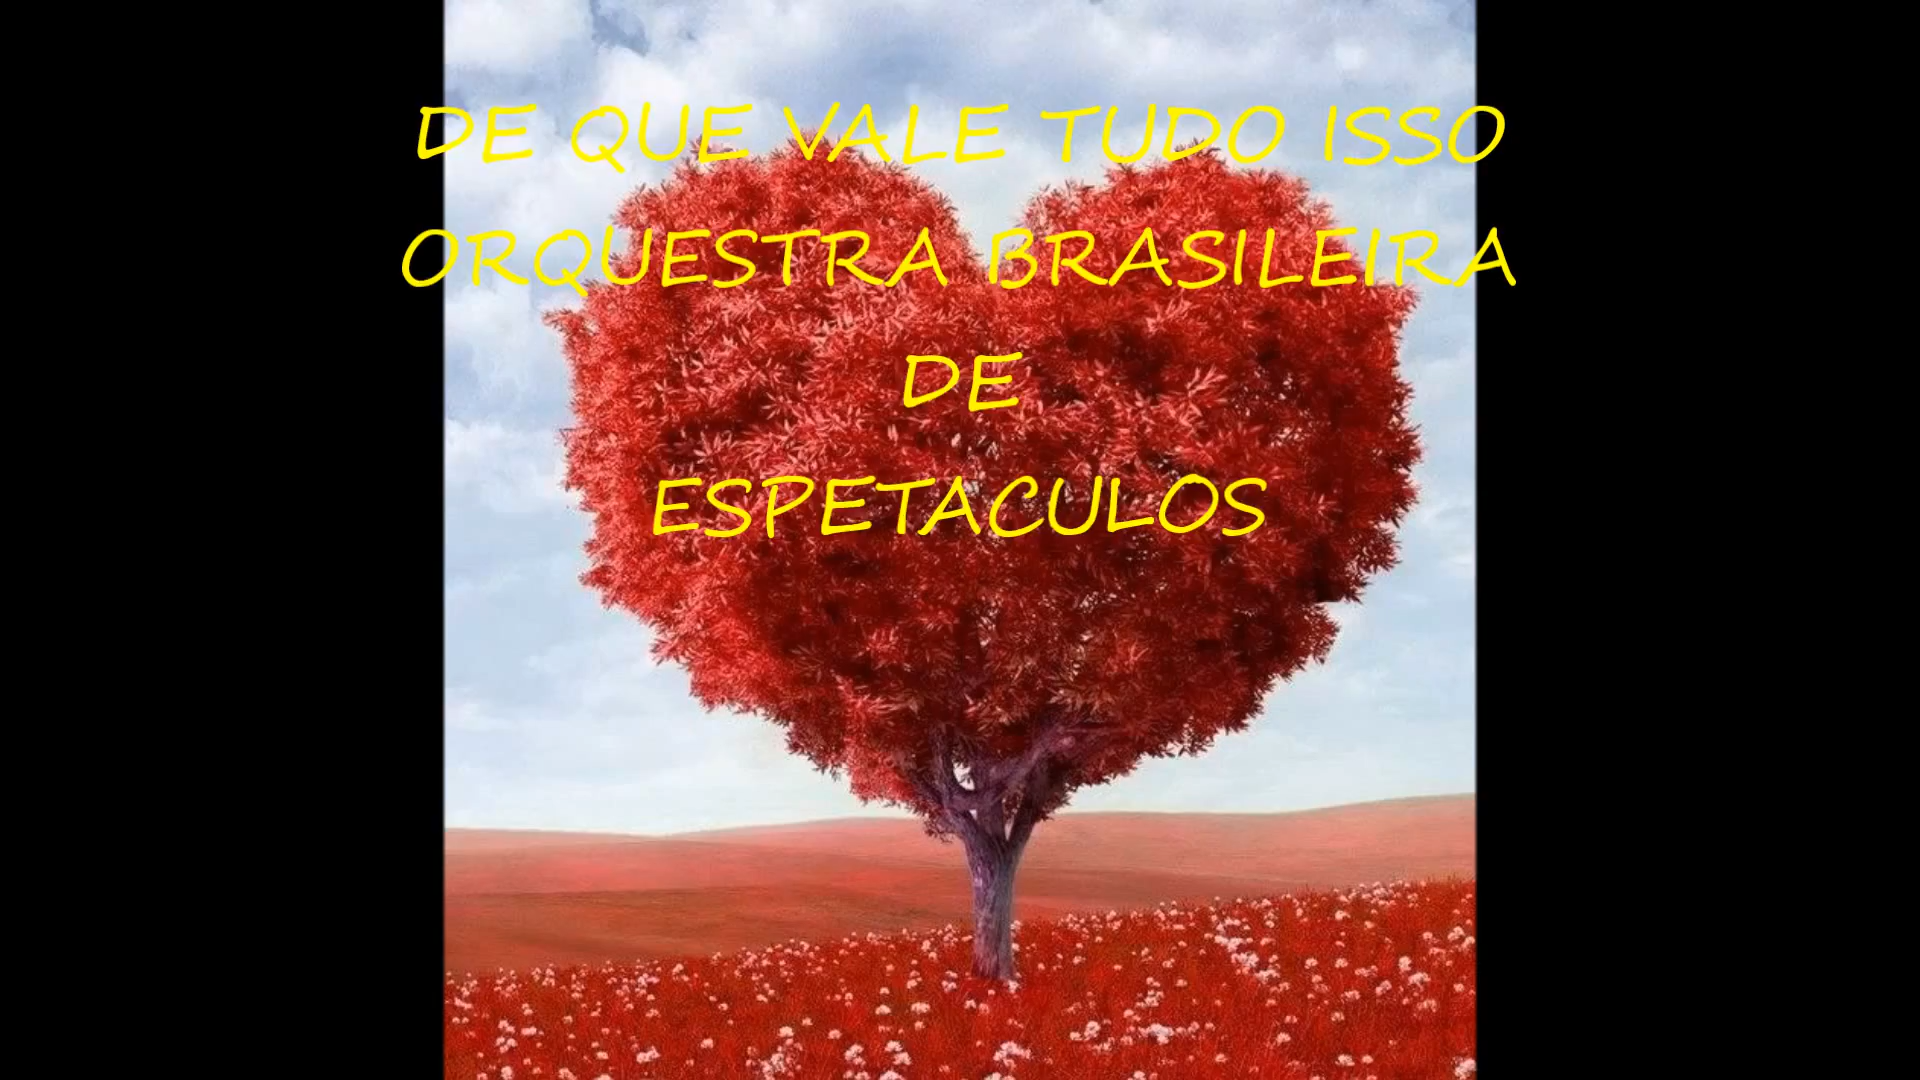 DE QUE VALE TUDO ISSO
ORQUESTRA BRASILEIRA
DE
ESPETACULOS